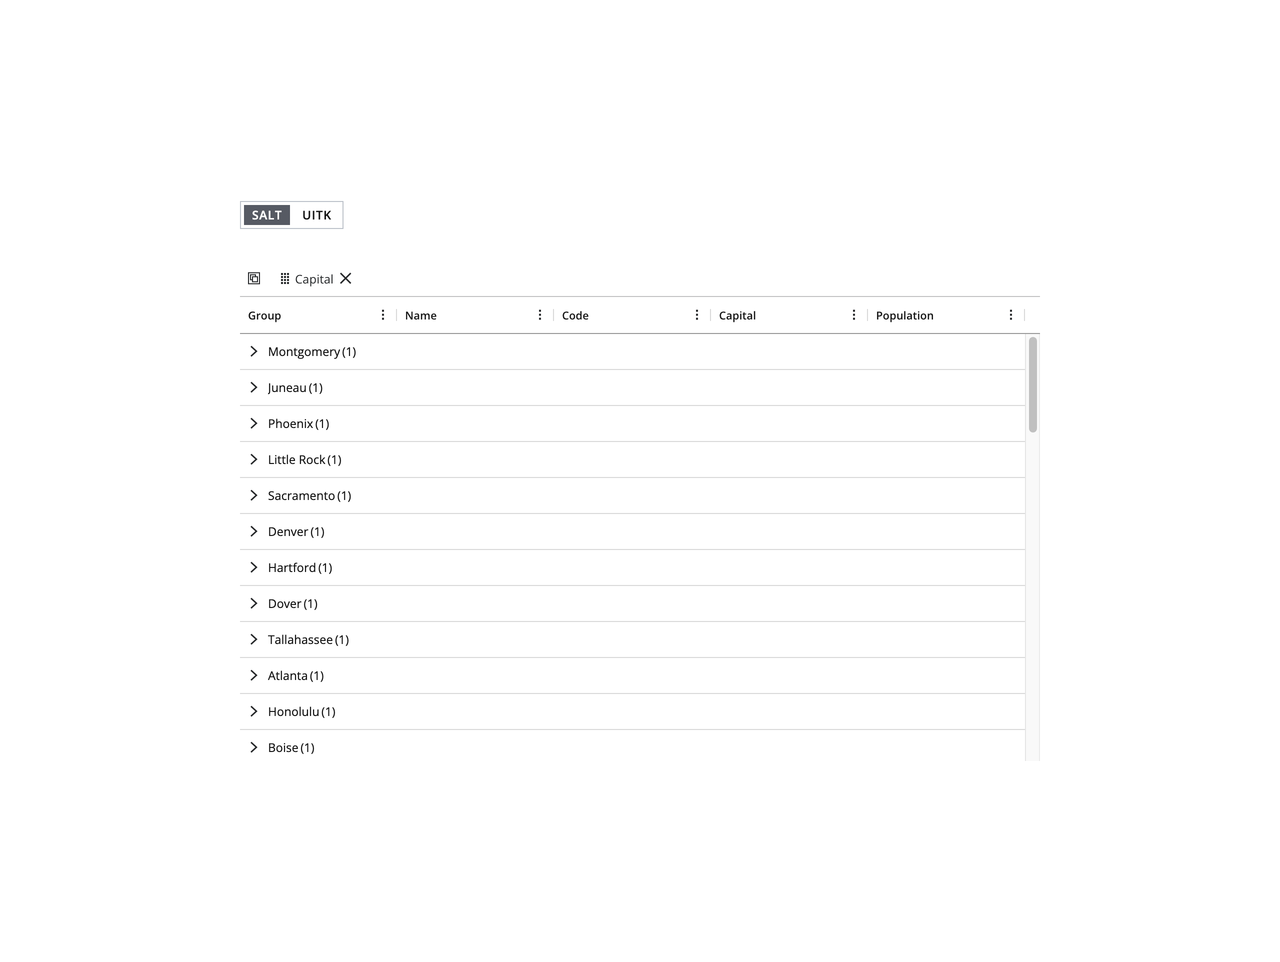 SALT UITK
Capital
Group Name Code Capital Population
Montgomery (1)
Juneau (1)
Phoenix (1)
Little Rock (1)
Sacramento (1)
Denver (1)
Hartford (1)
Dover (1)
Tallahassee (1)
Atlanta (1)
Honolulu (1)
Boise (1)